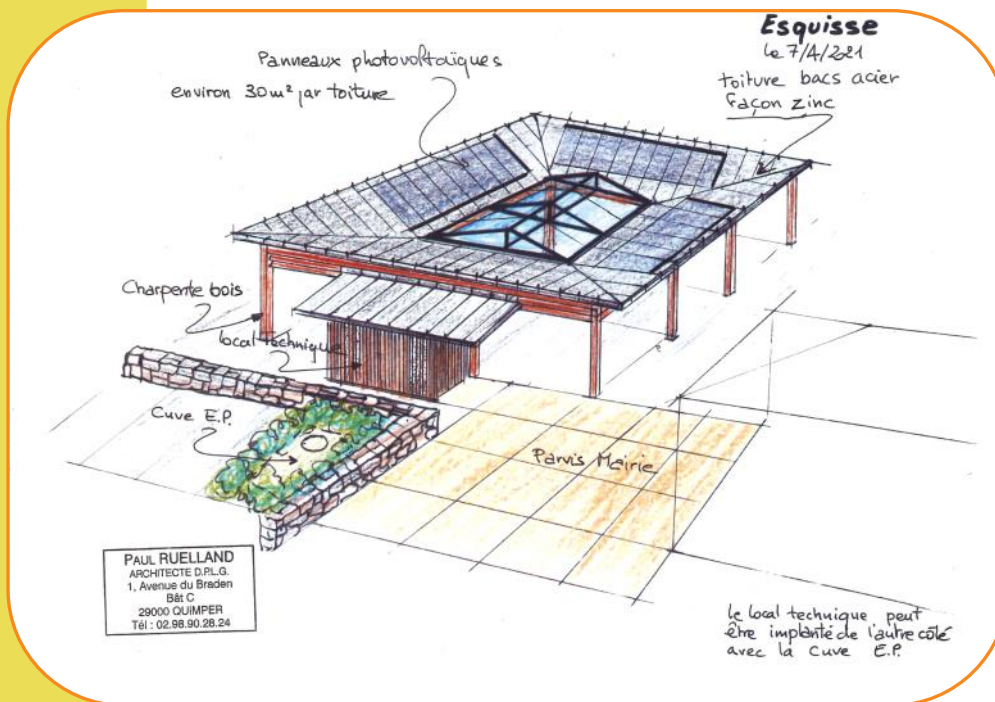 Esquisse
le 7/4/2021
toiture bacs acier
façon zinc
Panneaux photovoltaïques
environ 30m² par toiture
Charpente bois
local technique
Cuve E.P.
Parvis Mairie
PAUL RUELLAND
ARCHITECTE D.P.L.G.
1, Avenue du Braden
Bât C
29000 QUIMPER
Tél : 02.98.90.28.24
le local technique peut
être implanté de l'autre côté
avec la Cuve E.P.